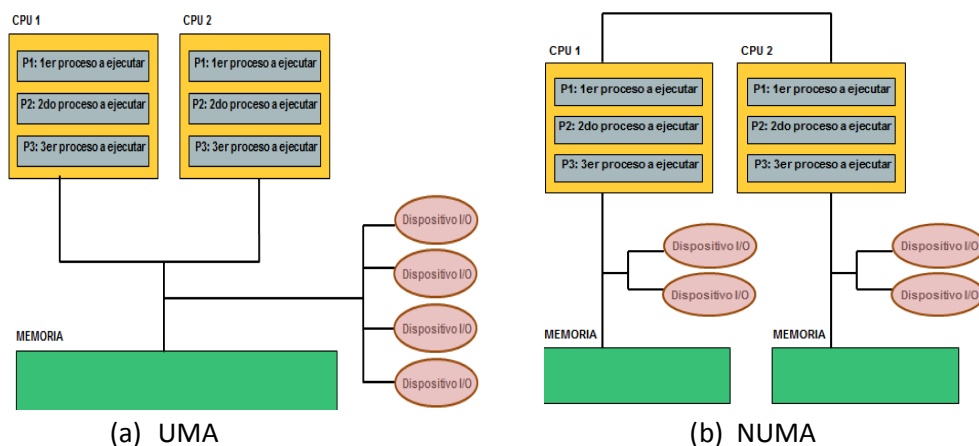 CPU 1
CPU 2
P1: 1er proceso a ejecutar
P2: 2do proceso a ejecutar
P3: 3er proceso a ejecutar
P1: 1er proceso a ejecutar
P2: 2do proceso a ejecutar
P3: 3er proceso a ejecutar
Dispositivo I/O
Dispositivo I/O
Dispositivo I/O
Dispositivo I/O
MEMORIA
(a) UMA
CPU 1
CPU 2
P1: 1er proceso a ejecutar
P2: 2do proceso a ejecutar
P3: 3er proceso a ejecutar
P1: 1er proceso a ejecutar
P2: 2do proceso a ejecutar
P3: 3er proceso a ejecutar
Dispositivo I/O
Dispositivo I/O
Dispositivo I/O
Dispositivo I/O
MEMORIA
MEMORIA
(b) NUMA